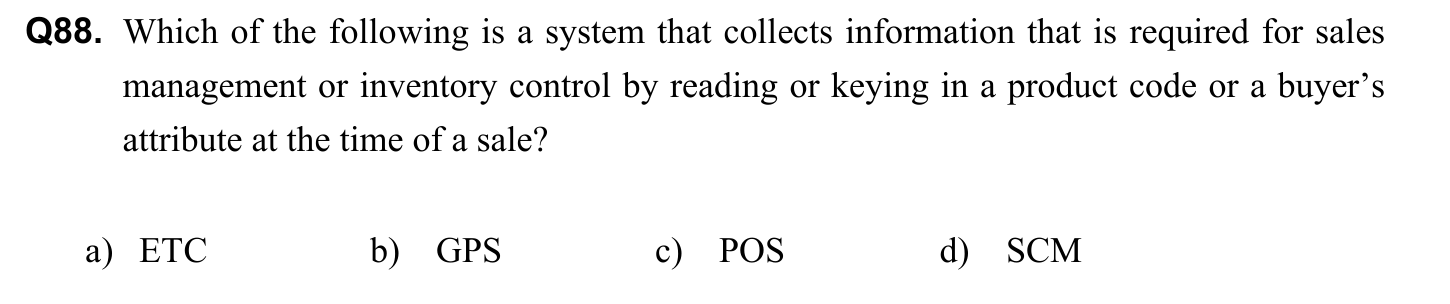 Q88. Which of the following is a system that collects information that is required for sales
management or inventory control by reading or keying in a product code or a buyer’s
attribute at the time of a sale?
a) ETC b) GPS c) POS d) SCM